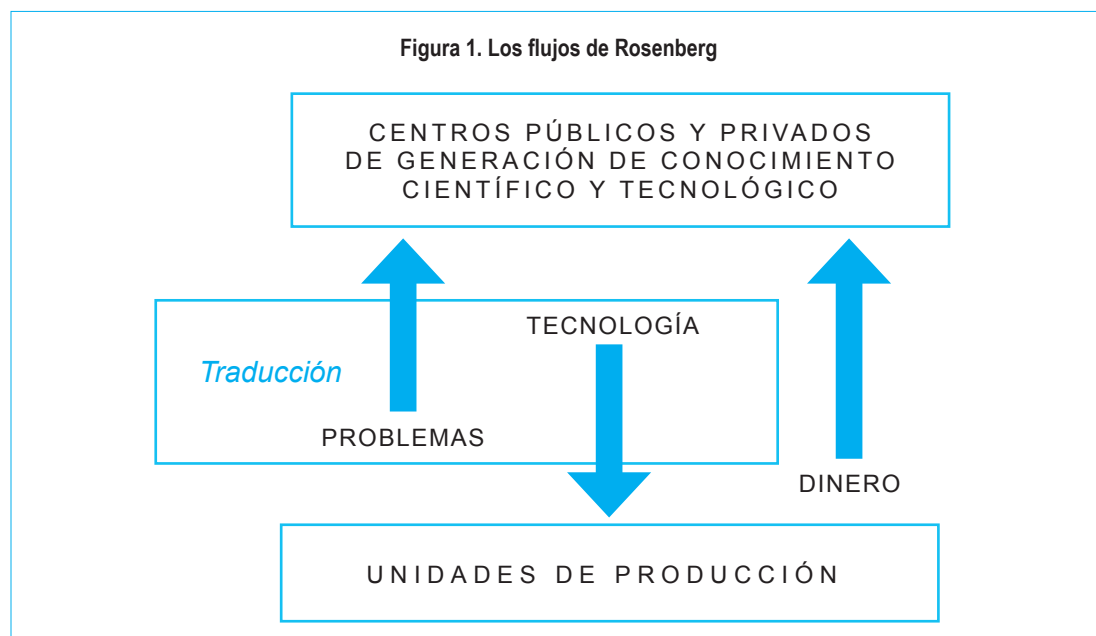 Figura 1. Los flujos de Rosenberg
CENTROS PÚBLICOS Y PRIVADOS
DE GENERACIÓN DE CONOCIMIENTO
CIENTÍFICO Y TECNOLÓGICO
TECNOLOGÍA
Traducción
PROBLEMAS
DINERO
UNIDADES DE PRODUCCIÓN